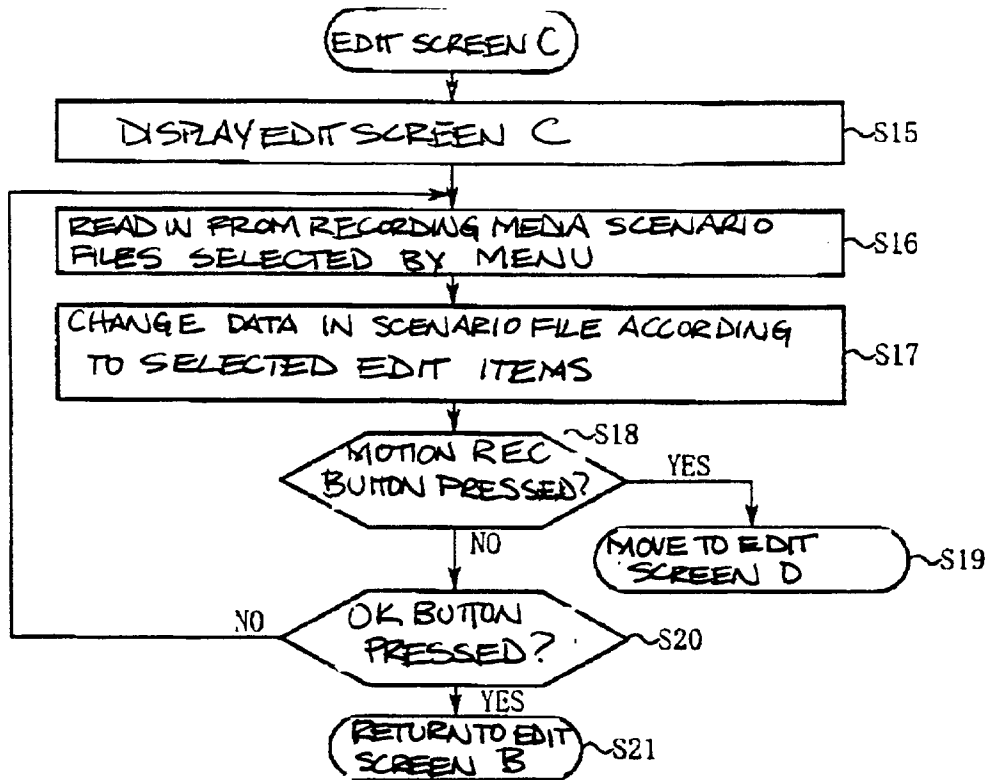 EDIT SCREEN C
DISPLAY EDIT SCREEN C
S15
READ IN FROM RECORDING MEDIA SCENARIO
FILES SELECTED BY MENU
S16
CHANGE DATA IN SCENARIO FILE ACCORDING
TO SELECTED EDIT ITEMS
S17
S18
MOTION REC
BUTTON PRESSED?
YES
NO
MOVE TO EDIT
SCREEN D
S19
OK BUTTON
PRESSED?
NO
S20
YES
RETURN TO EDIT
SCREEN B
S21